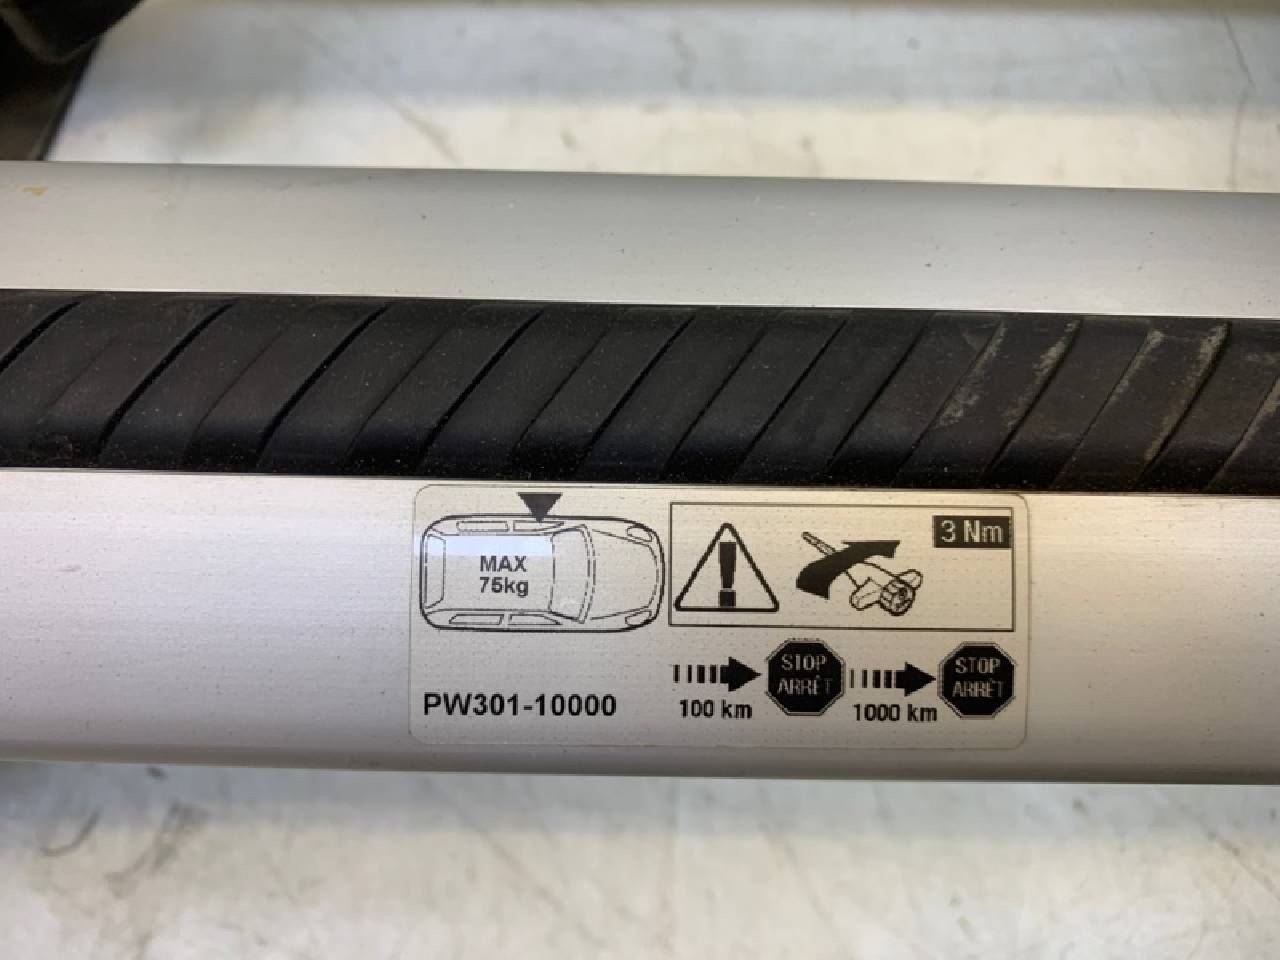 MAX
75kg
3 Nm
STOP
ARRÊT
STOP
ARRÊT
100 km
1000 km
PW301-10000